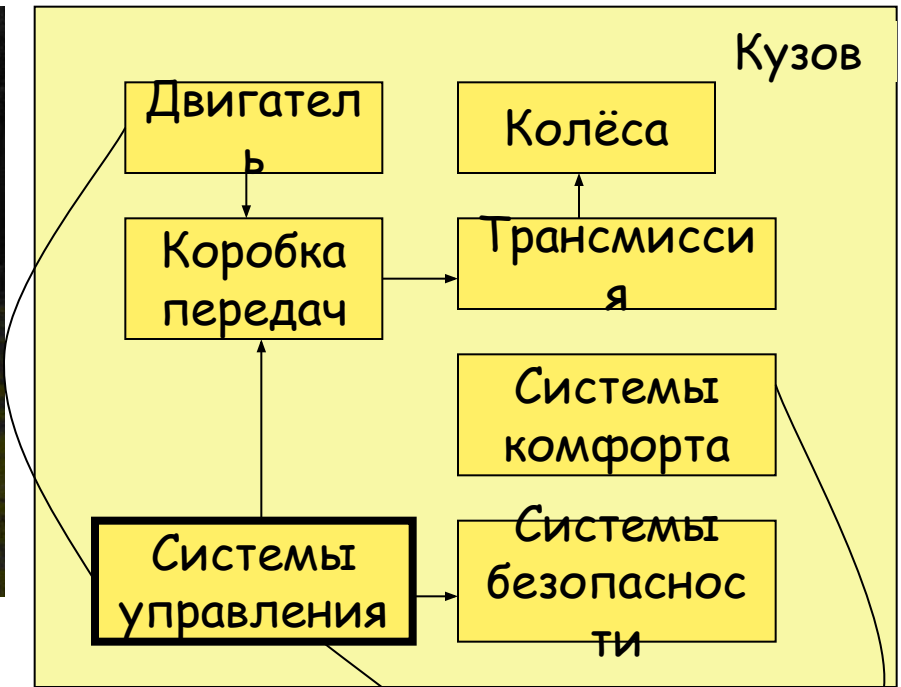 Кузов
Двигател
ь
Колёса
Коробка
передач
Трансмисси
я
Системы
комфорта
Системы
управления
Системы
безопаснос
ти